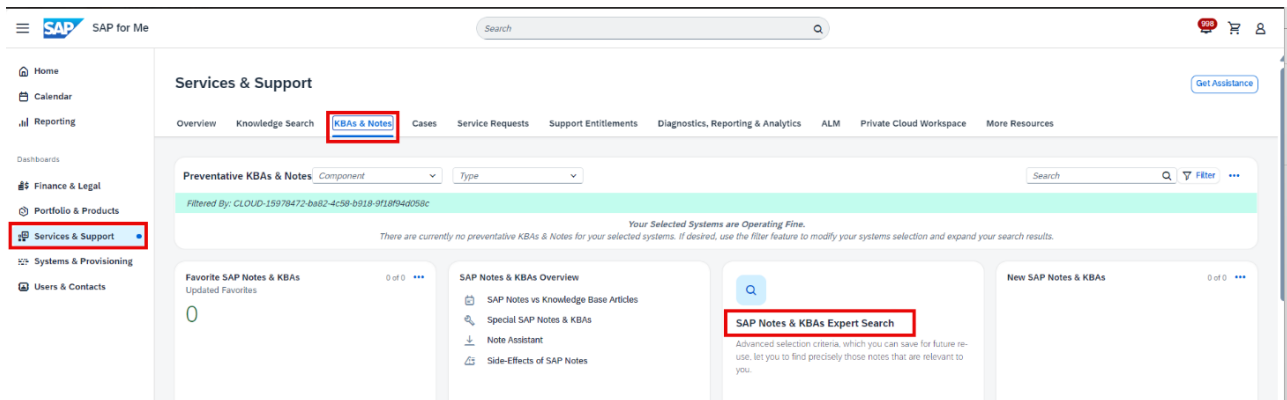 SAP SAP for Me
Search
998
Home
Calendar
Reporting
Dashboards
Finance & Legal
Portfolio & Products
Services & Support
Systems & Provisioning
Users & Contacts
Services & Support
Get Assistance
Overview Knowledge Search KBAs & Notes Cases Service Requests Support Entitlements Diagnostics, Reporting & Analytics ALM Private Cloud Workspace More Resources
Preventative KBAs & Notes Component Type Search Filter
Filtered By: CLOUD-15978472-ba82-4c58-b918-9f18f94d058c
Your Selected Systems are Operating Fine.
There are currently no preventative KBAs & Notes for your selected systems. If desired, use the filter feature to modify your systems selection and expand your search results.
Favorite SAP Notes & KBAs 0 of 0
Updated Favorites
0
SAP Notes & KBAs Overview
SAP Notes vs Knowledge Base Articles
Special SAP Notes & KBAs
Note Assistant
Side-Effects of SAP Notes
SAP Notes & KBAs Expert Search
Advanced selection criteria, which you can save for future re-
use, let you to find precisely those notes that are relevant to
you.
New SAP Notes & KBAs 0 of 0